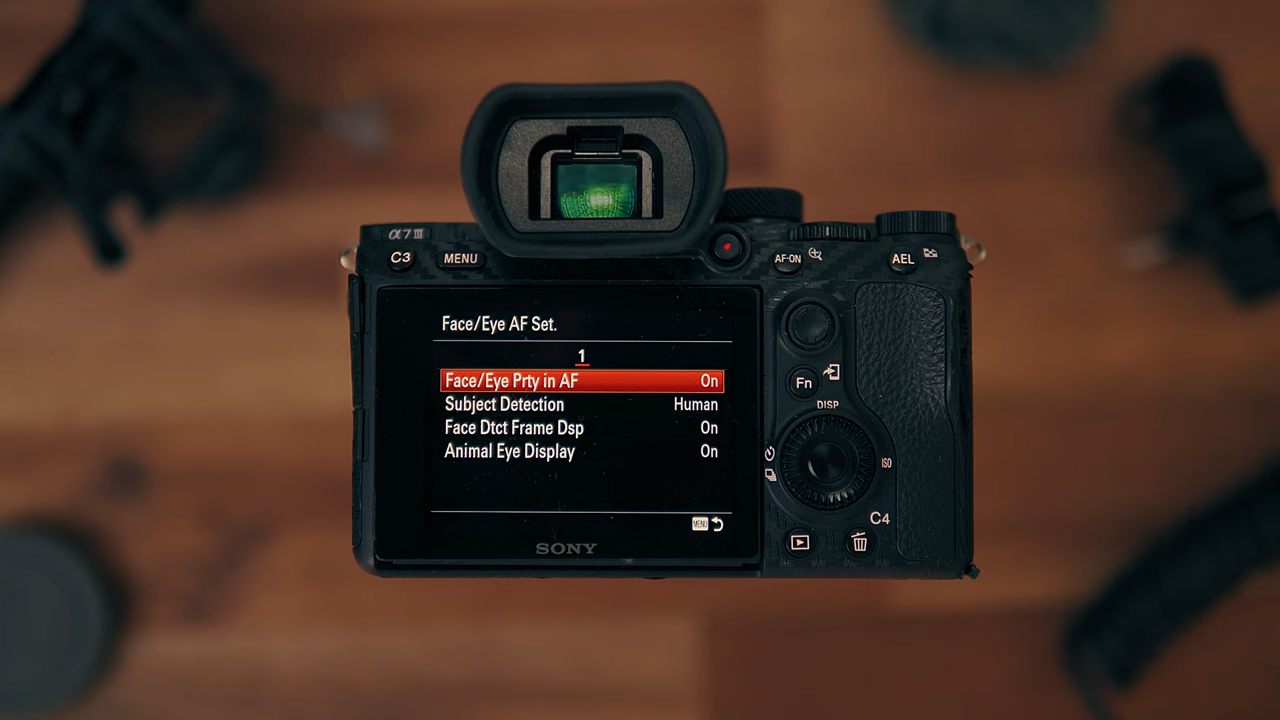 α7III
C3
MENU
AF-ON
AEL
Face/Eye AF Set.
1
Face/Eye Prty in AF On
Subject Detection Human
Face Dtct Frame Dsp On
Animal Eye Display On
MENU
SONY
Fn
DISP
ISO
C4